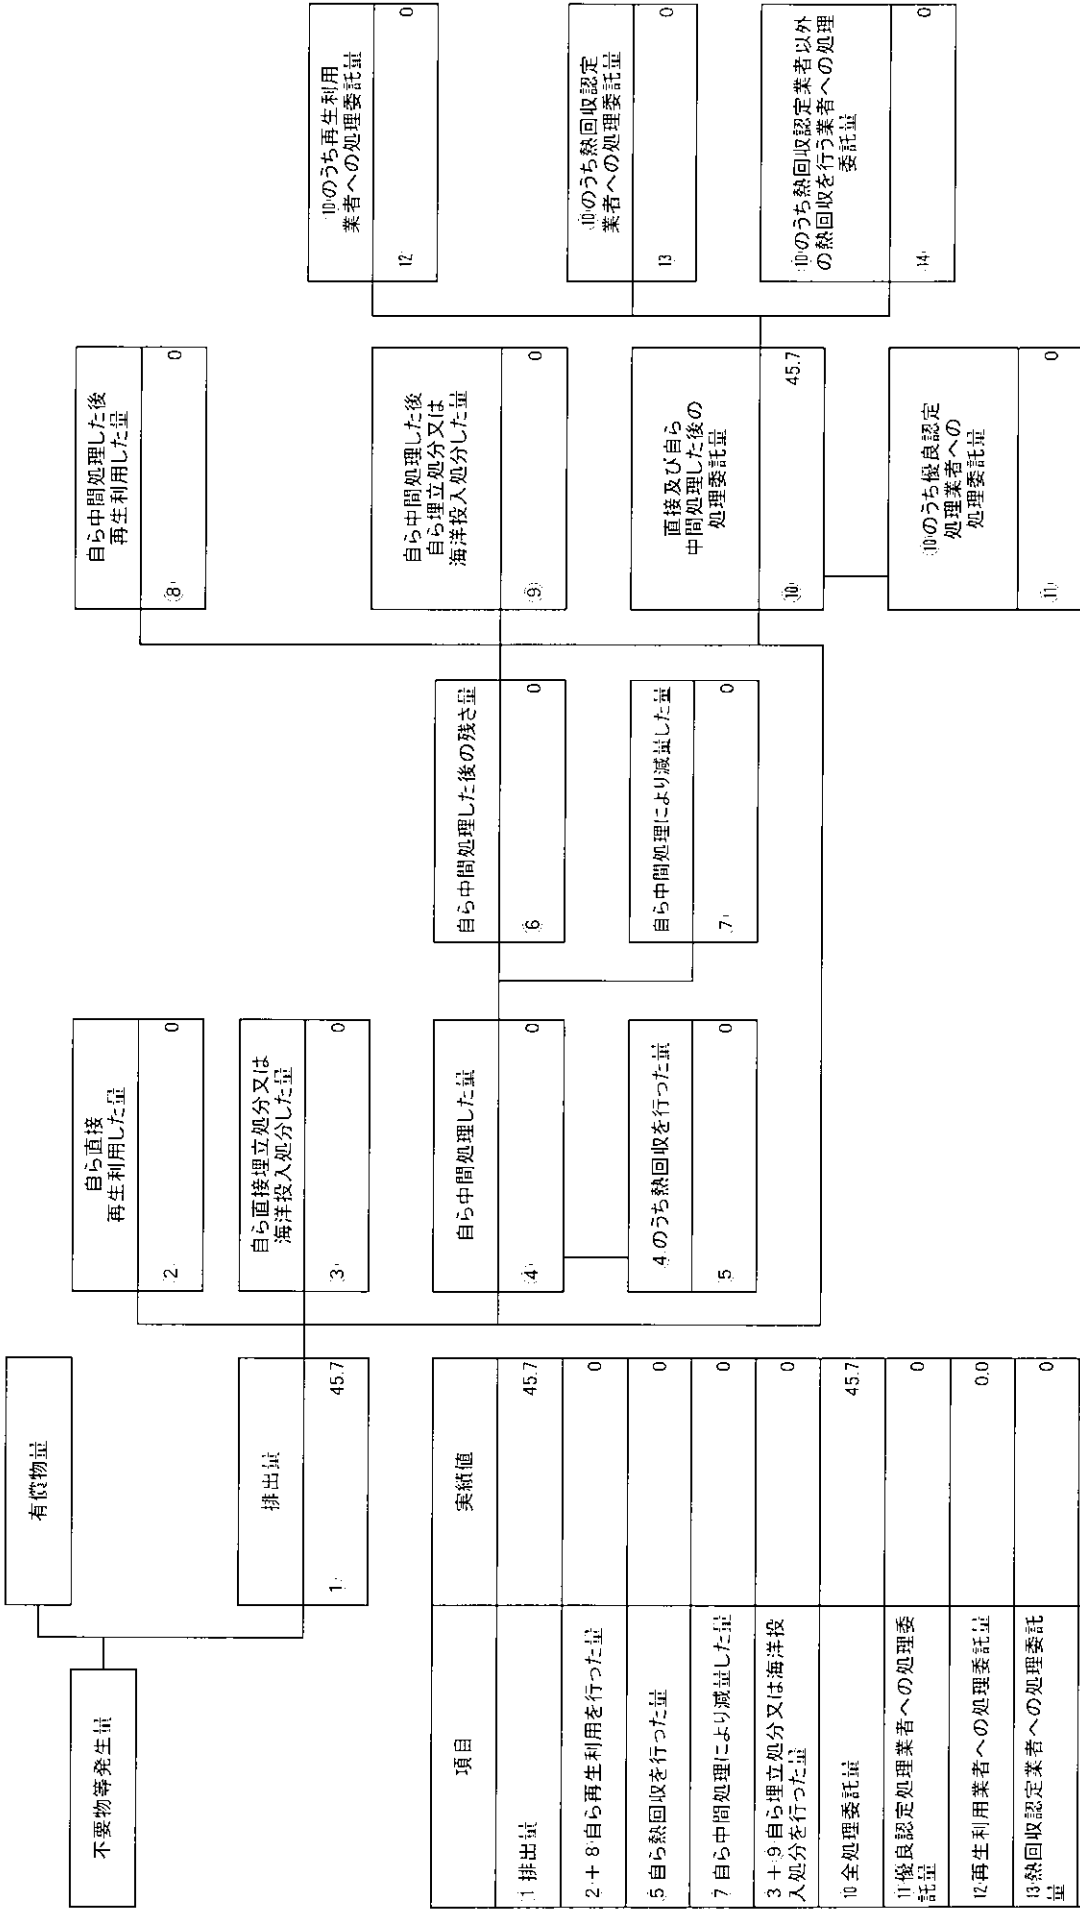 不要物等発生量
有償物量
排出量
① 45.7
自ら直接
再生利用した量
② 0
自ら直接埋立処分又は
海洋投入処分した量
③ 0
自ら中間処理した量
④ 0
④のうち熱回収を行った量
⑤ 0
自ら中間処理した後の残さ量
⑥ 0
自ら中間処理により減量した量
⑦ 0
自ら中間処理した後
再生利用した量
⑧ 0
自ら中間処理した後
自ら埋立処分又は
海洋投入処分した量
⑨ 0
直接及び自ら
中間処理した後の
処理委託量
⑩ 45.7
⑩のうち優良認定
処理業者への
処理委託量
⑪ 0
⑩のうち再生利用
業者への処理委託量
⑫ 0
⑩のうち熱回収認定
業者への処理委託量
⑬ 0
⑩のうち熱回収認定業者以外
の熱回収を行う業者への処理
委託量
⑭ 0
項目 実績値
①排出量 45.7
②+⑧自ら再生利用を行った量 0
⑤自ら熱回収を行った量 0
⑦自ら中間処理により減量した量 0
③+⑨自ら埋立処分又は海洋投
入処分を行った量 0
⑩全処理委託量 45.7
⑪優良認定処理業者への処理委
託量 0
⑫再生利用業者への処理委託量 0.0
⑬熱回収認定業者への処理委託
量 0